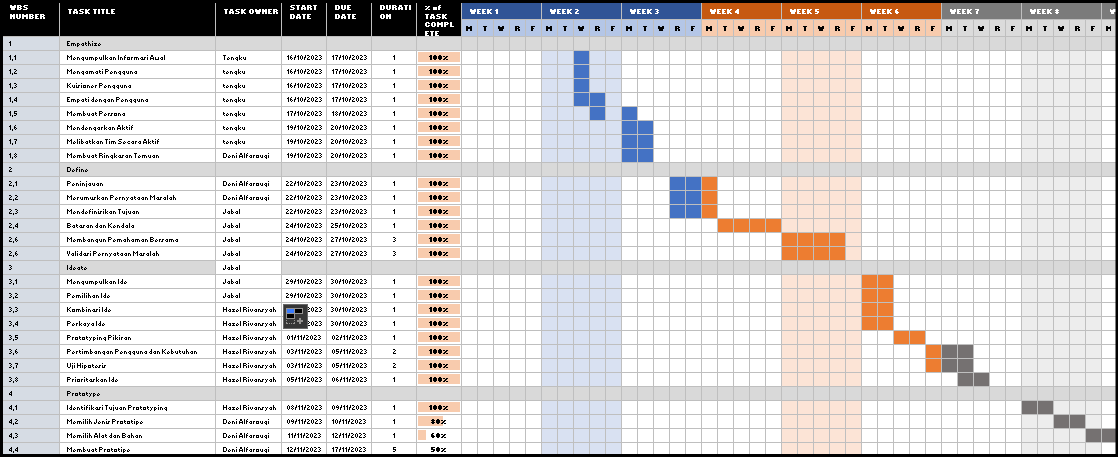 WBS NUMBER TASK TITLE TASK OWNER START DATE DUE DATE DURATION % of TASK COMPLETE WEEK 1 WEEK 2 WEEK 3 WEEK 4 WEEK 5 WEEK 6 WEEK 7 WEEK 8 W
M T W R F M T W R F M T W R F M T W R F M T W R F M T W R F M T W R F M T W R F M
1 Empathize
1,1 Mengumpulkan Informasi Awal Tengku 16/10/2023 17/10/2023 1 100%
1,2 Mengamati Pengguna tengku 16/10/2023 17/10/2023 1 100%
1,3 Kuisioner Pengguna tengku 16/10/2023 17/10/2023 1 100%
1,4 Empati dengan Pengguna tengku 16/10/2023 17/10/2023 1 100%
1,5 Membuat Persona tengku 17/10/2023 18/10/2023 1 100%
1,6 Mendengarkan Aktif tengku 19/10/2023 20/10/2023 1 100%
1,7 Melibatkan Tim Secara Aktif tengku 19/10/2023 20/10/2023 1 100%
1,8 Membuat Ringkasan Temuan Deni Alfaruqi 19/10/2023 20/10/2023 1 100%
2 Define
2,1 Peninjauan Deni Alfaruqi 22/10/2023 23/10/2023 1 100%
2,2 Merumuskan Pernyataan Masalah Deni Alfaruqi 22/10/2023 23/10/2023 1 100%
2,3 Mendefinisikan Tujuan Jabal 22/10/2023 23/10/2023 1 100%
2,4 Batasan dan Kendala Jabal 24/10/2023 25/10/2023 1 100%
2,6 Membangun Pemahaman Bersama Jabal 24/10/2023 27/10/2023 3 100%
2,6 Validasi Pernyataan Masalah Jabal 24/10/2023 27/10/2023 3 100%
3 Ideate Jabal
3,1 Mengumpulkan Ide Jabal 29/10/2023 30/10/2023 1 100%
3,2 Pemilihan Ide Jabal 29/10/2023 30/10/2023 1 100%
3,3 Kombinasi Ide Hazel Rivansyah 2023 30/10/2023 1 100%
3,4 Perkaya Ide Hazel Rivansyah 2023 30/10/2023 1 100%
3,5 Prototyping Pikiran Hazel Rivansyah 01/11/2023 02/11/2023 1 100%
3,6 Pertimbangan Pengguna dan Kebutuhan Hazel Rivansyah 03/11/2023 05/11/2023 2 100%
3,7 Uji Hipotesis Hazel Rivansyah 03/11/2023 05/11/2023 2 100%
3,8 Prioritaskan Ide Hazel Rivansyah 05/11/2023 06/11/2023 1 100%
4 Prototype
4,1 Identifikasi Tujuan Prototyping Hazel Rivansyah 08/11/2023 09/11/2023 1 100%
4,2 Memilih Jenis Prototipe Deni Alfaruqi 09/11/2023 10/11/2023 1 80%
4,3 Memilih Alat dan Bahan Deni Alfaruqi 11/11/2023 12/11/2023 1 60%
4,4 Membuat Prototipe Deni Alfaruqi 12/11/2023 17/11/2023 5 50%